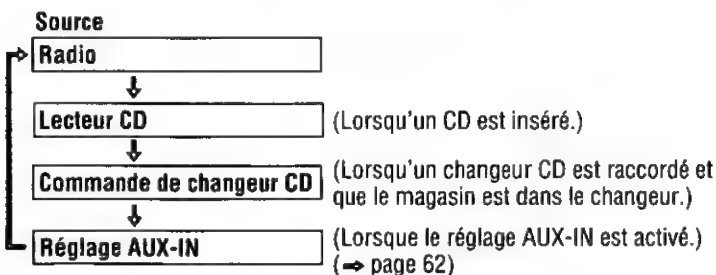 Source
Radio
Lecteur CD
(Lorsqu'un CD est inséré.)
Commande de changeur CD
(Lorsqu'un changeur CD est raccordé et
que le magasin est dans le changeur.)
Réglage AUX-IN
(Lorsque le réglage AUX-IN est activé.)
(➡ page 62)